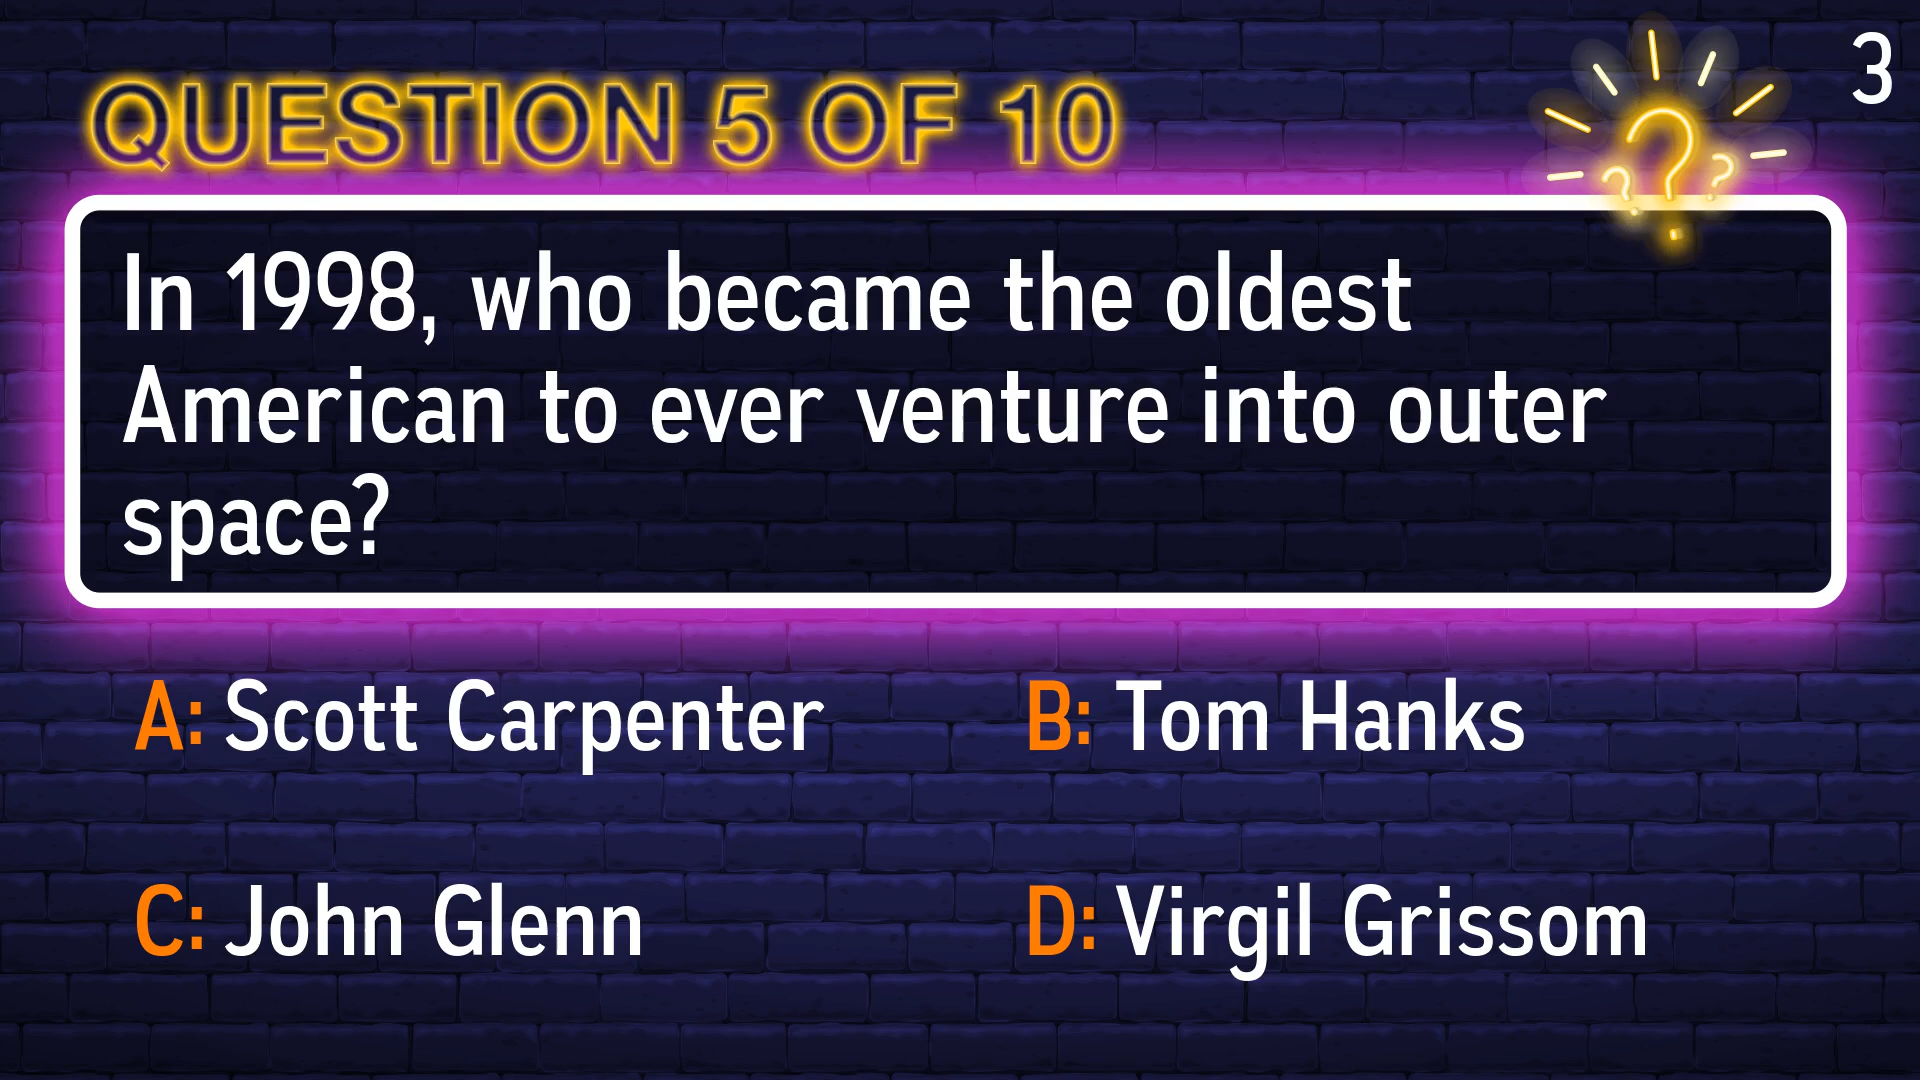 QUESTION 5 OF 10
3
In 1998, who became the oldest
American to ever venture into outer
space?
A: Scott Carpenter
B: Tom Hanks
C: John Glenn
D: Virgil Grissom